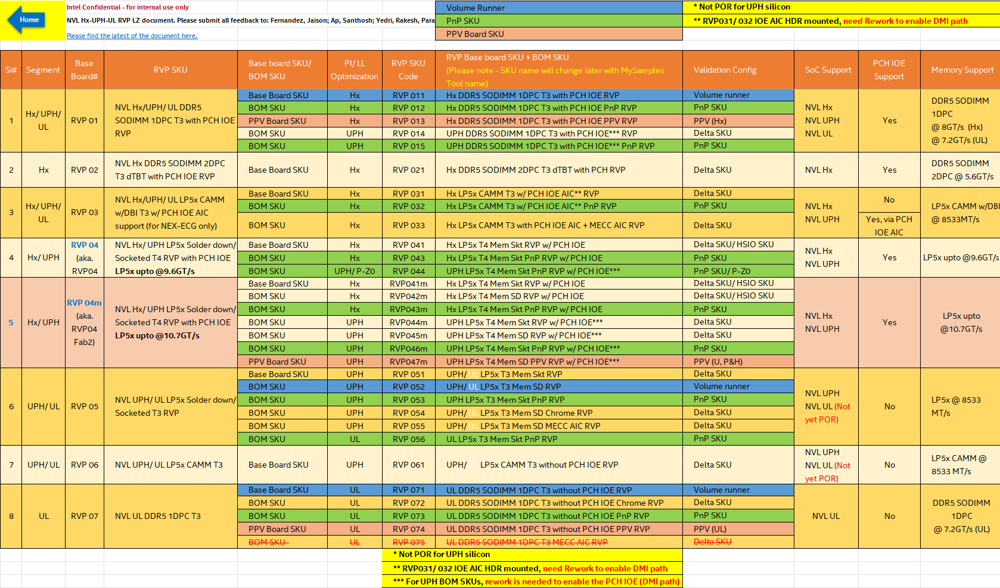 Home
Intel Confidential - for internal use only
NVL Hx-UPH-UL RVP LZ document. Please submit all feedback to: Fernandez, Jaison; Ap, Santhosh; Yedri, Rakesh, Para
Please find the latest of the document here.
Volume Runner
PnP SKU
PPV Board SKU
* Not POR for UPH silicon
** RVP031/ 032 IOE AIC HDR mounted, need Rework to enable DMI path
Si# Segment Base Board# RVP SKU Base board SKU/ BOM SKU PI/ LL Optimization RVP SKU Code RVP Base board SKU + BOM SKU (Please note - SKU name will change later with MySamples Tool name) Validation Config SoC Support PCH IOE Support Memory Support
1 Hx/ UPH/ UL RVP 01 NVL Hx/UPH/ UL DDR5 SODIMM 1DPC T3 with PCH IOE RVP
Base Board SKU Hx RVP 011 Hx DDR5 SODIMM 1DPC T3 with PCH IOE RVP Volume runner
BOM SKU Hx RVP 012 Hx DDR5 SODIMM 1DPC T3 with PCH IOE PnP RVP PnP SKU
PPV Board SKU Hx RVP 013 Hx DDR5 SODIMM 1DPC T3 with PCH IOE PPV RVP PPV (Hx)
BOM SKU UPH RVP 014 UPH DDR5 SODIMM 1DPC T3 with PCH IOE*** RVP Delta SKU
BOM SKU UPH RVP 015 UPH DDR5 SODIMM 1DPC T3 with PCH IOE*** PnP RVP PnP SKU
NVL Hx
NVL UPH
NVL UL
Yes
DDR5 SODIMM
1DPC
@ 8GT/s (Hx)
@ 7.2GT/s (UL)
2 Hx RVP 02 NVL Hx DDR5 SODIMM 2DPC T3 dTBT with PCH IOE RVP
Base Board SKU Hx RVP 021 Hx DDR5 SODIMM 2DPC T3 dTBT with PCH RVP Delta SKU
NVL Hx
Yes
DDR5 SODIMM
2DPC @ 5.6GT/s
3 Hx/ UPH/ UL RVP 03 NVL Hx/UPH/ UL LP5x CAMM w/DBI T3 w/ PCH IOE AIC support (for NEX-ECG only)
Base Board SKU Hx RVP 031 Hx LP5x CAMM T3 w/ PCH IOE AIC** RVP Delta SKU
BOM SKU Hx RVP 032 Hx LP5x CAMM T3 w/ PCH IOE AIC** PnP RVP PnP SKU
BOM SKU Hx RVP 033 Hx LP5x CAMM T3 with PCH IOE AIC + MECC AIC RVP Delta SKU
NVL Hx
NVL UPH
No
Yes, via PCH
IOE AIC
LP5x CAMM w/DBI
@ 8533MT/s
4 Hx/ UPH RVP 04 (aka. RVP04 NVL Hx/ UPH LP5x Solder down/ Socketed T4 RVP with PCH IOE LP5x upto @9.6GT/s
Base Board SKU Hx RVP 041 Hx LP5x T4 Mem Skt RVP w/ PCH IOE Delta SKU/ HSIO SKU
BOM SKU Hx RVP 043 Hx LP5x T4 Mem Skt PnP RVP w/ PCH IOE PnP SKU
BOM SKU UPH/ P-Z0 RVP 044 UPH LP5x T4 Mem Skt PnP RVP w/ PCH IOE*** PnP SKU/ P-Z0
NVL Hx
NVL UPH
Yes
LP5x upto @9.6GT/s
5 Hx/ UPH RVP 04m (aka. RVP04 Fab2) NVL Hx/ UPH LP5x Solder down/ Socketed T4 RVP with PCH IOE LP5x upto @10.7GT/s
Base Board SKU Hx RVP041m Hx LP5x T4 Mem Skt RVP w/ PCH IOE Delta SKU/ HSIO SKU
BOM SKU Hx RVP042m Hx LP5x T4 Mem SD RVP w/ PCH IOE Delta SKU/ HSIO SKU
BOM SKU Hx RVP043m Hx LP5x T4 Mem Skt PnP RVP w/ PCH IOE PnP SKU
BOM SKU UPH RVP044m UPH LP5x T4 Mem Skt RVP w/ PCH IOE*** Delta SKU
BOM SKU UPH RVP045m UPH LP5x T4 Mem SD RVP w/ PCH IOE*** Delta SKU
BOM SKU UPH RVP046m UPH LP5x T4 Mem Skt PnP RVP w/ PCH IOE*** PnP SKU
PPV Board SKU UPH RVP047m UPH LP5x T4 Mem SD PPV RVP w/ PCH IOE*** PPV (U, P&H)
NVL Hx
NVL UPH
Yes
LP5x upto
@10.7GT/s
6 UPH/ UL RVP 05 NVL UPH/ UL LP5x Solder down/ Socketed T3 RVP
Base Board SKU UPH RVP 051 UPH/ UL LP5x T3 Mem Skt RVP Delta SKU
BOM SKU UPH RVP 052 UPH/ UL LP5x T3 Mem SD RVP Volume runner
BOM SKU UPH RVP 053 UPH LP5x T3 Mem Skt PnP RVP PnP SKU
BOM SKU UPH RVP 054 UPH/ UL LP5x T3 Mem SD Chrome RVP Delta SKU
BOM SKU UPH RVP 055 UPH/ UL LP5x T3 Mem SD MECC AIC RVP Delta SKU
BOM SKU UL RVP 056 UL LP5x T3 Mem Skt PnP RVP PnP SKU
NVL UPH
NVL UL (Not
yet POR)
No
LP5x @ 8533
MT/s
7 UPH/ UL RVP 06 NVL UPH/ UL LP5x CAMM T3
Base Board SKU UPH RVP 061 UPH/ UL LP5x CAMM T3 without PCH IOE RVP Delta SKU
NVL UPH
NVL UL (Not
yet POR)
No
LP5x CAMM @
8533 MT/s
8 UL RVP 07 NVL UL DDR5 1DPC T3
Base Board SKU UL RVP 071 UL DDR5 SODIMM 1DPC T3 without PCH IOE RVP Volume runner
BOM SKU UL RVP 072 UL DDR5 SODIMM 1DPC T3 without PCH IOE Chrome RVP Delta SKU
BOM SKU UL RVP 073 UL DDR5 SODIMM 1DPC T3 without PCH IOE PnP RVP PnP SKU
PPV Board SKU UL RVP 074 UL DDR5 SODIMM 1DPC T3 without PCH IOE PPV RVP PPV (UL)
BOM SKU UL RVP 075 UL DDR5 SODIMM 1DPC T3 MECC AIC RVP Delta SKU
NVL UL
No
DDR5 SODIMM
1DPC
@ 7.2GT/s (UL)
* Not POR for UPH silicon
** RVP031/ 032 IOE AIC HDR mounted, need Rework to enable DMI path
*** For UPH BOM SKUs, rework is needed to enable the PCH IOE (DMI path)